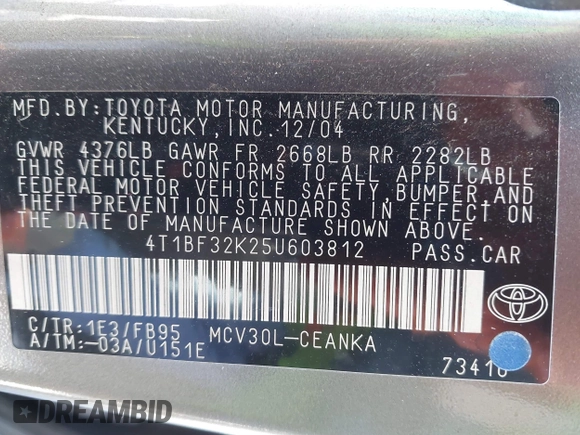 MFD. BY: TOYOTA MOTOR MANUFACTURING,
KENTUCKY, INC. 12/04
GVWR 4376LB GAWR FR 2668LB RR 2282LB
THIS VEHICLE CONFORMS TO ALL APPLICABLE
FEDERAL MOTOR VEHICLE SAFETY, BUMPER, AND
THEFT PREVENTION STANDARDS IN EFFECT ON
THE DATE OF MANUFACTURE SHOWN ABOVE.
4T1BF32K25U603812 PASS. CAR
C/TR: 1E3/FB95 MCV30L-CEANKA
A/TM: -03A/U151E
DREAMBID